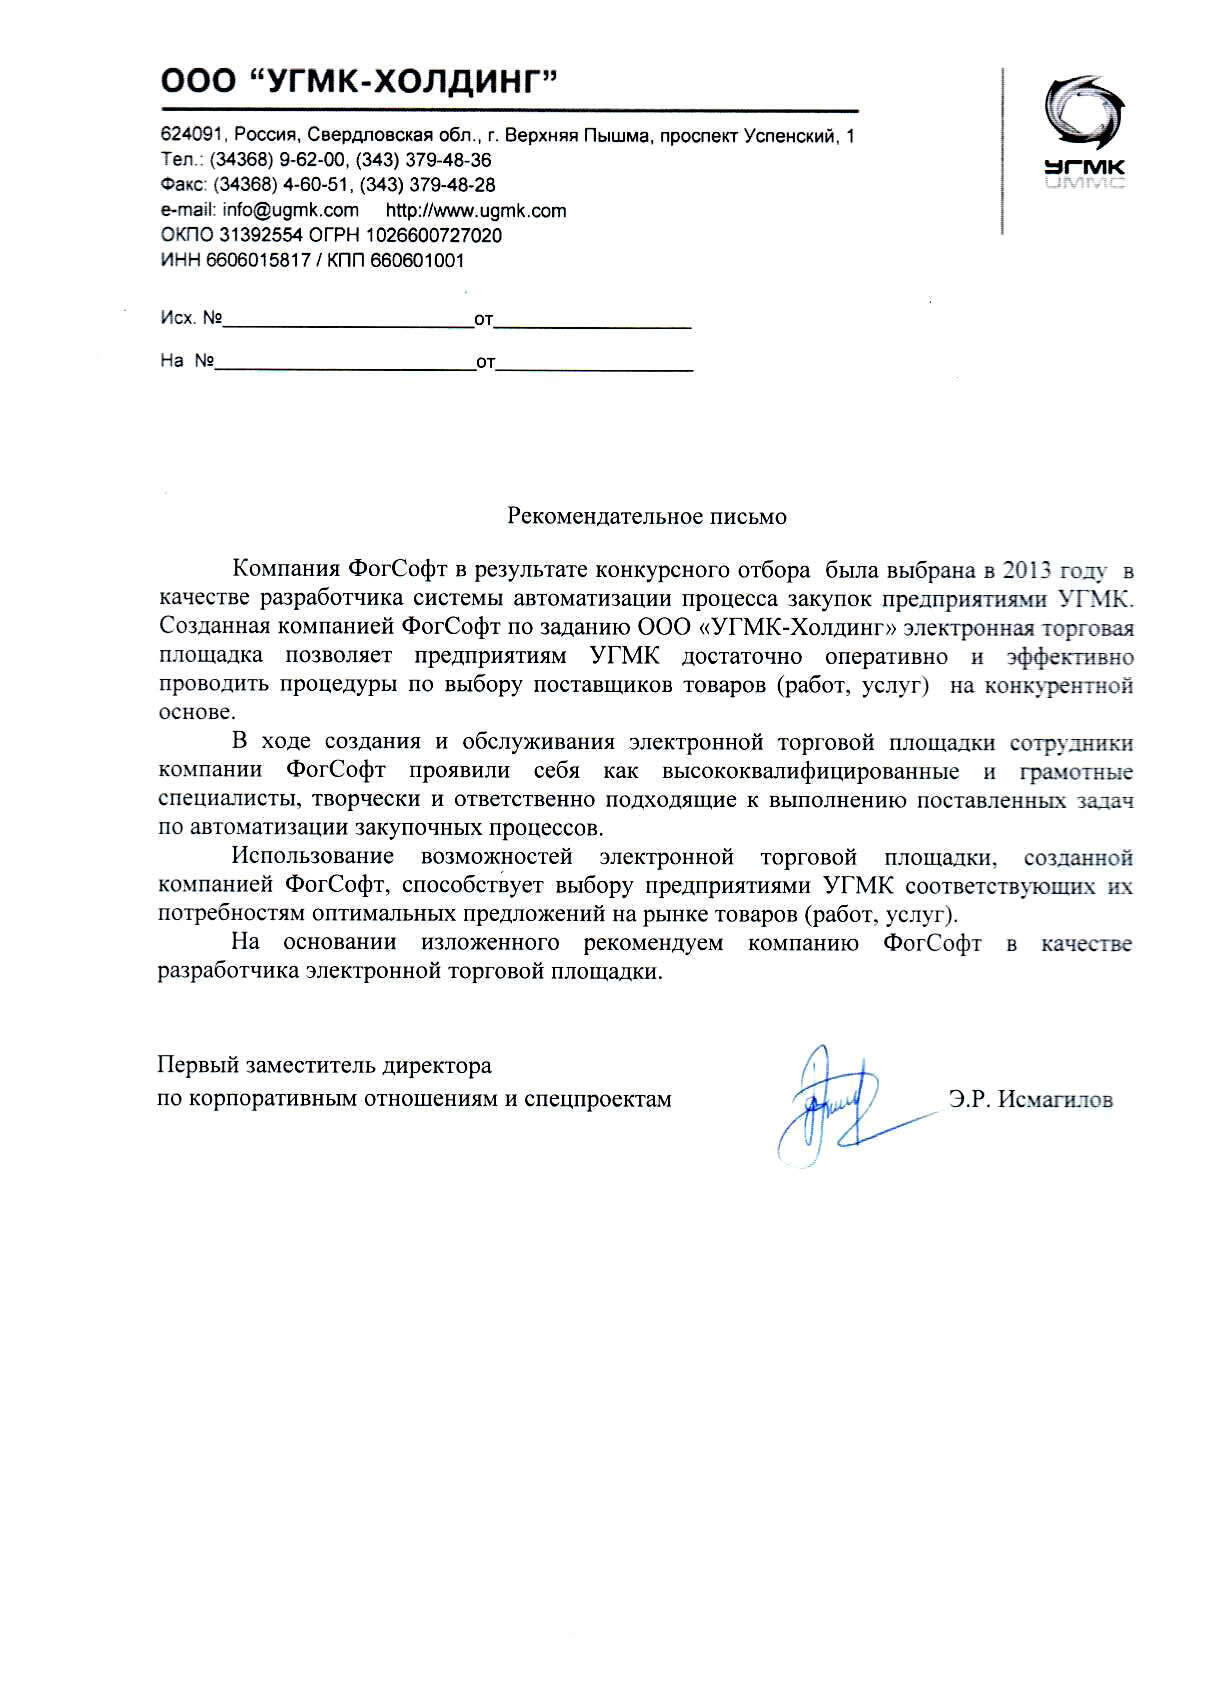 ООО “УГМК-ХОЛДИНГ”
624091, Россия, Свердловская обл., г. Верхняя Пышма, проспект Успенский, 1
Тел.: (34368) 9-62-00, (343) 379-48-36
Факс: (34368) 4-60-51, (343) 379-48-28
e-mail: info@ugmk.com http://www.ugmk.com
ОКПО 31392554 ОГРН 1026600727020
ИНН 6606015817 / КПП 660601001
УГМК
UMMC
Исх. №______________________от__________________
На №______________________от__________________
Рекомендательное письмо
Компания ФогСофт в результате конкурсного отбора была выбрана в 2013 году в
качестве разработчика системы автоматизации процесса закупок предприятиями УГМК.
Созданная компанией ФогСофт по заданию ООО «УГМК-Холдинг» электронная торговая
площадка позволяет предприятиям УГМК достаточно оперативно и эффективно
проводить процедуры по выбору поставщиков товаров (работ, услуг) на конкурентной
основе.
В ходе создания и обслуживания электронной торговой площадки сотрудники
компании ФогСофт проявили себя как высококвалифицированные и грамотные
специалисты, творчески и ответственно подходящие к выполнению поставленных задач
по автоматизации закупочных процессов.
Использование возможностей электронной торговой площадки, созданной
компанией ФогСофт, способствует выбору предприятиями УГМК соответствующих их
потребностям оптимальных предложений на рынке товаров (работ, услуг).
На основании изложенного рекомендуем компанию ФогСофт в качестве
разработчика электронной торговой площадки.
Первый заместитель директора
по корпоративным отношениям и спецпроектам Э.Р. Исмагилов